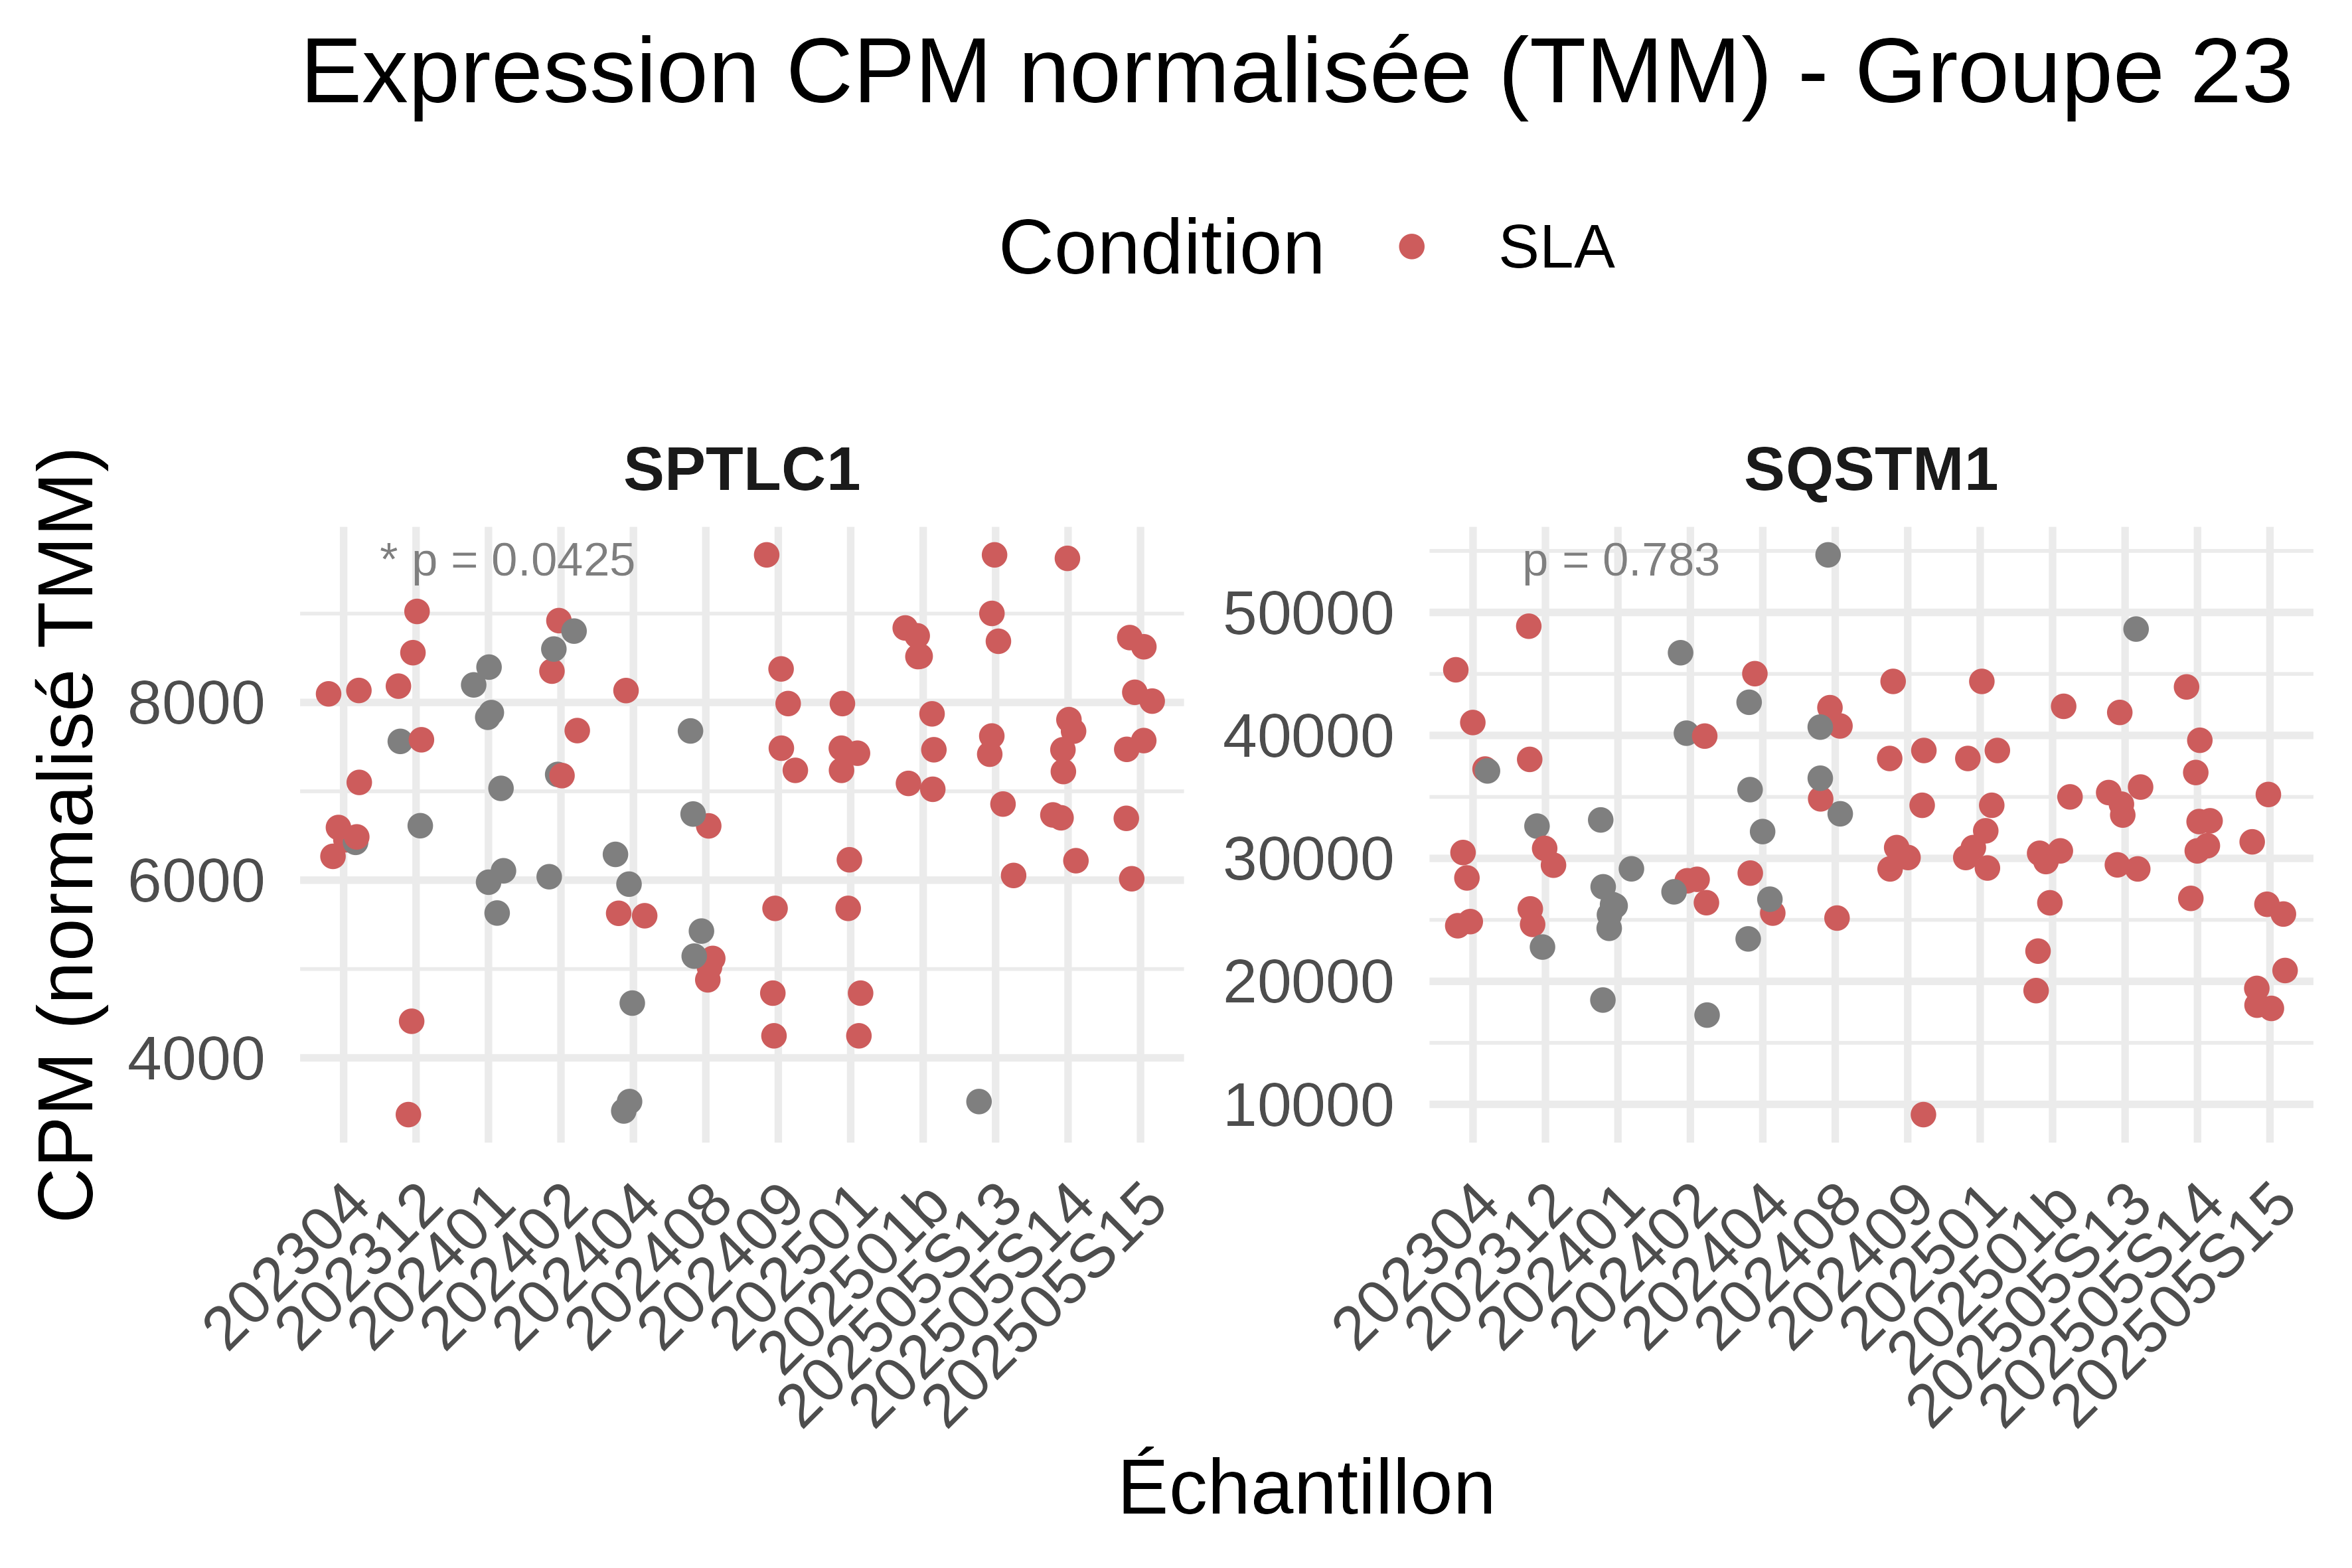 Expression CPM normalisée (TMM) - Groupe 23
Condition SLA
CPM (normalisé TMM)
SPTLC1
* p = 0.0425
8000
6000
4000
202304
202312
202401
202402
202404
202408
202409
202501
202501b
202505S13
202505S14
202505S15
SQSTM1
p = 0.783
50000
40000
30000
20000
10000
202304
202312
202401
202402
202404
202408
202409
202501
202501b
202505S13
202505S14
202505S15
Échantillon